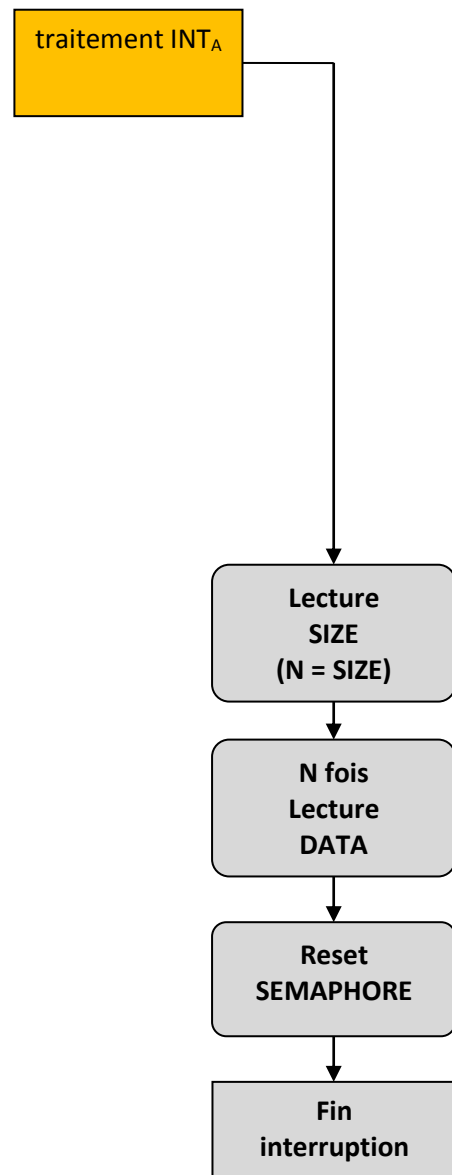 traitement INTA
Lecture
SIZE
(N = SIZE)
N fois
Lecture
DATA
Reset
SEMAPHORE
Fin
interruption